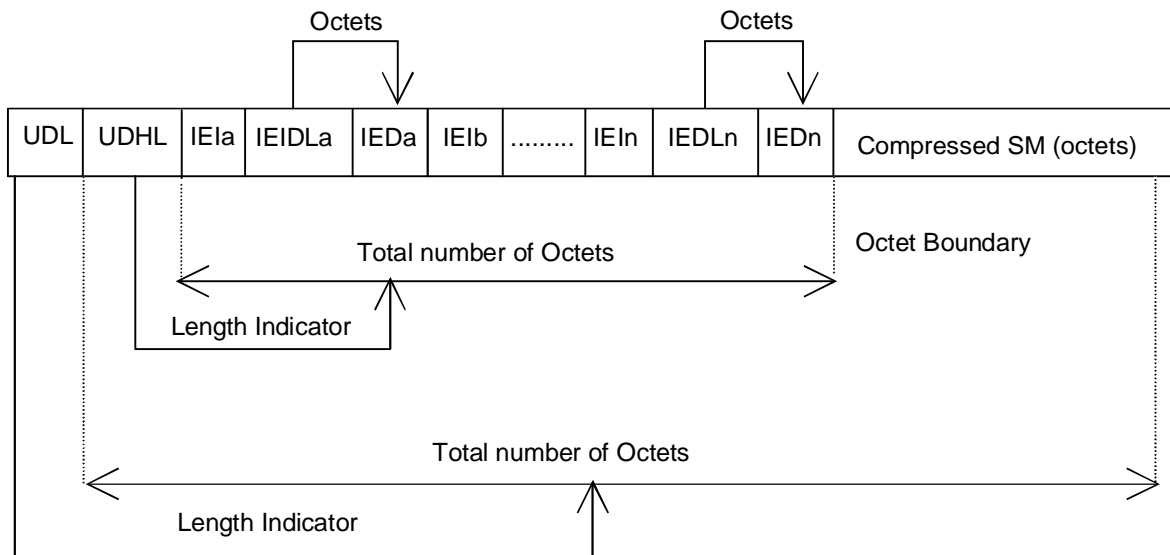 Octets Octets
UDL UDHL IEIa IEIDLa IEDa IEIb ......... IEIn IEDLn IEDn Compressed SM (octets)
Total number of Octets Octet Boundary
Length Indicator
Total number of Octets
Length Indicator